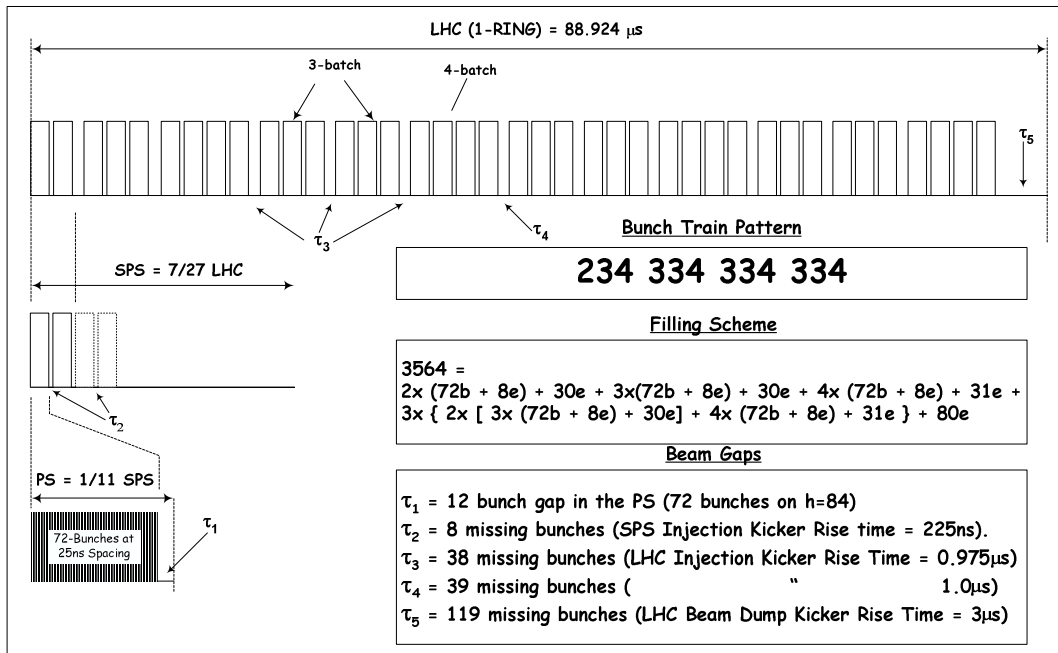 LHC (1-RING) = 88.924 μs
3-batch
4-batch
τ5
τ3
τ4
Bunch Train Pattern
234 334 334 334
SPS = 7/27 LHC
Filling Scheme
3564 =
2x (72b + 8e) + 30e + 3x(72b + 8e) + 30e + 4x (72b + 8e) + 31e +
3x { 2x [ 3x (72b + 8e) + 30e] + 4x (72b + 8e) + 31e } + 80e
τ2
Beam Gaps
PS = 1/11 SPS
τ1
72-Bunches at
25ns Spacing
τ1 = 12 bunch gap in the PS (72 bunches on h=84)
τ2 = 8 missing bunches (SPS Injection Kicker Rise time = 225ns).
τ3 = 38 missing bunches (LHC Injection Kicker Rise Time = 0.975μs)
τ4 = 39 missing bunches ( " 1.0μs)
τ5 = 119 missing bunches (LHC Beam Dump Kicker Rise Time = 3μs)